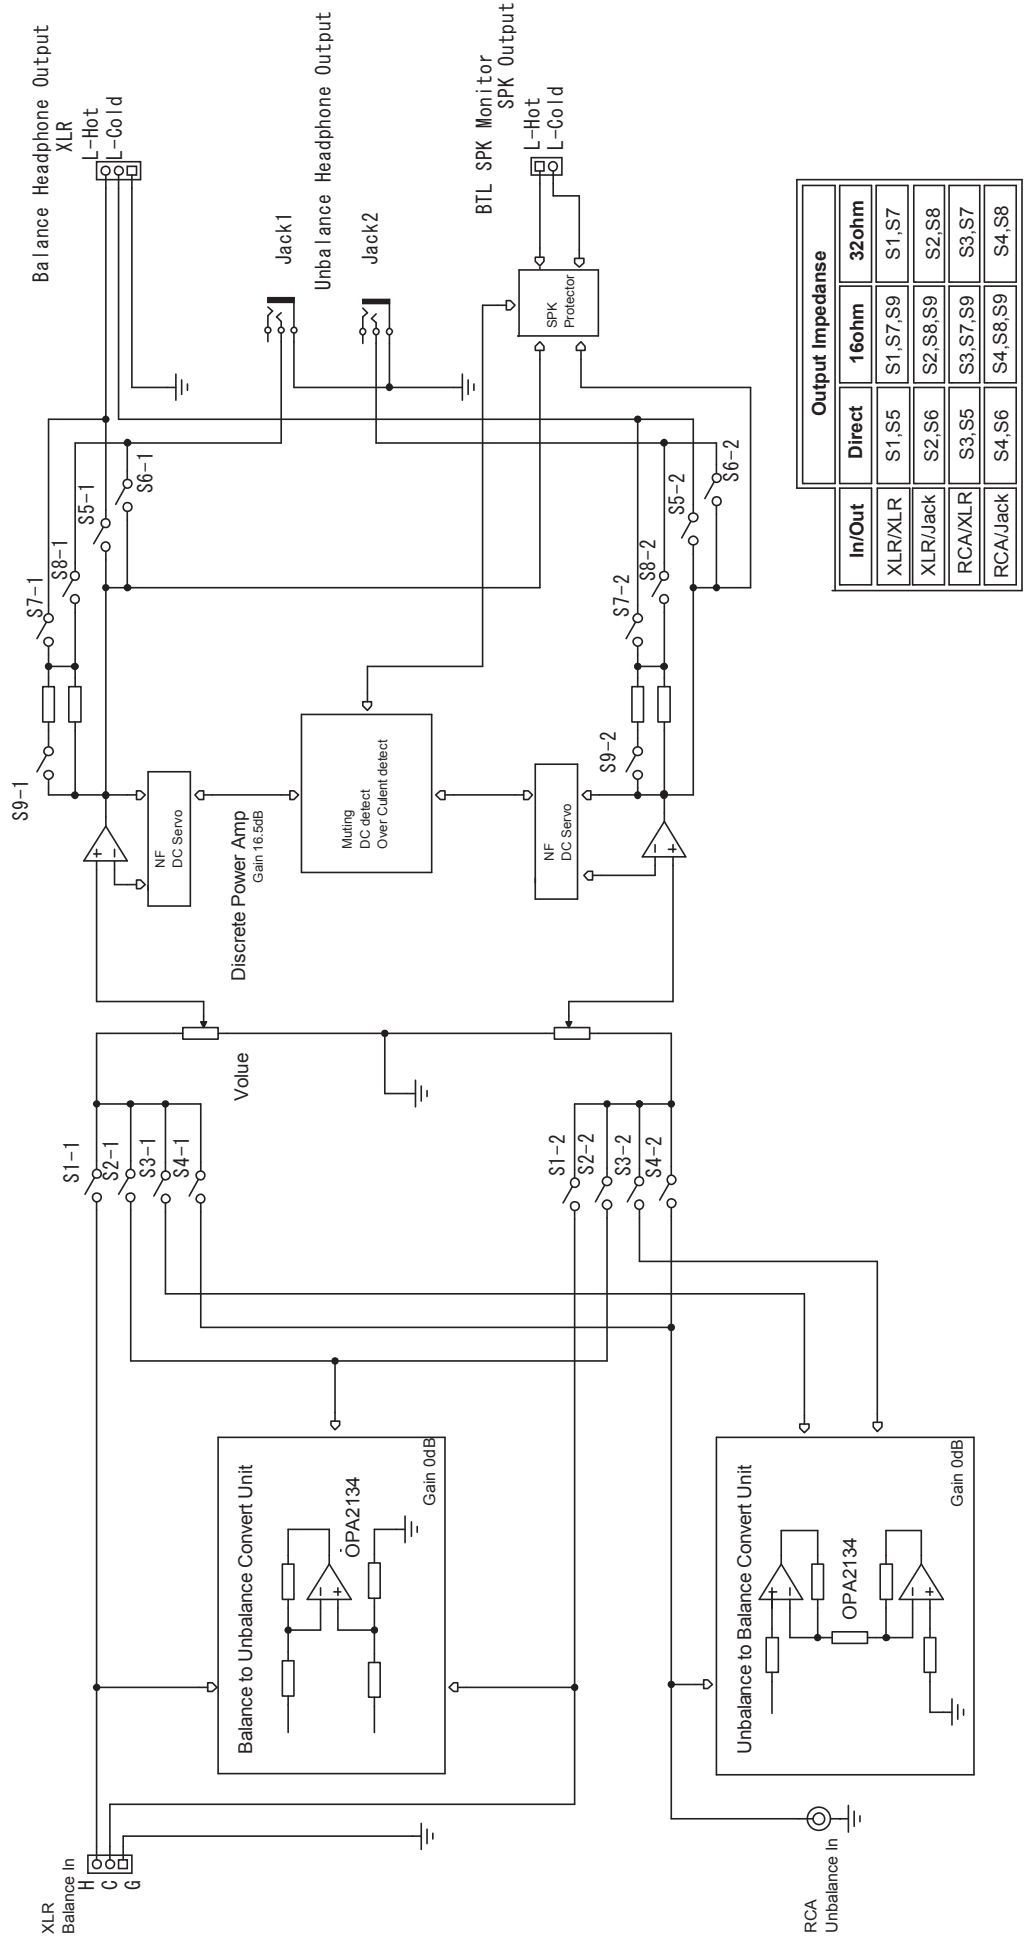 XLR
Balance In
H
C
G
RCA
Unbalance In
Balance to Unbalance Convert Unit
OPA2134
Gain 0dB
Unbalance to Balance Convert Unit
OPA2134
Gain 0dB
S1-1
S2-1
S3-1
S4-1
S1-2
S2-2
S3-2
S4-2
Volue
Discrete Power Amp
Gain 16.5dB
NF
DC Servo
Muting
DC detect
Over Culent detect
NF
DC Servo
S9-1
S7-1
S8-1
S5-1
S6-1
S9-2
S7-2
S8-2
S5-2
S6-2
Balance Headphone Output
XLR
L-Hot
L-Cold
Jack1
Unbalance Headphone Output
Jack2
BTL SPK Monitor
SPK Output
L-Hot
L-Cold
SPK
Protector
Output Impedanse
In/Out Direct 16ohm 32ohm
XLR/XLR S1,S5 S1,S7,S9 S1,S7
XLR/Jack S2,S6 S2,S8,S9 S2,S8
RCA/XLR S3,S5 S3,S7,S9 S3,S7
RCA/Jack S4,S6 S4,S8,S9 S4,S8